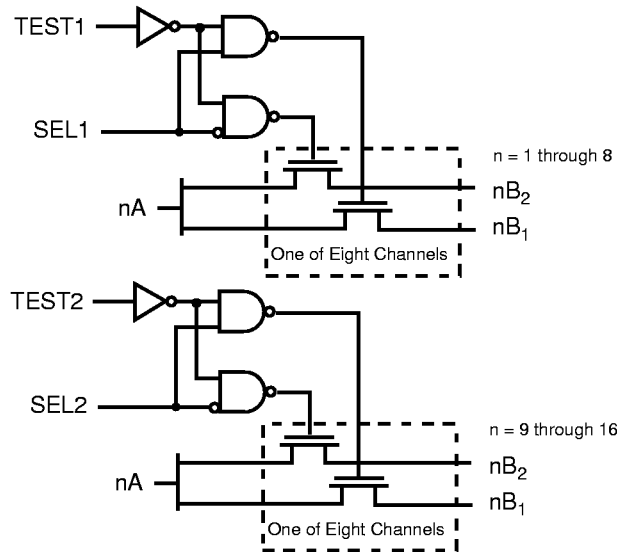 TEST1
SEL1
n = 1 through 8
nA
nB2
nB1
One of Eight Channels
TEST2
SEL2
n = 9 through 16
nA
nB2
nB1
One of Eight Channels